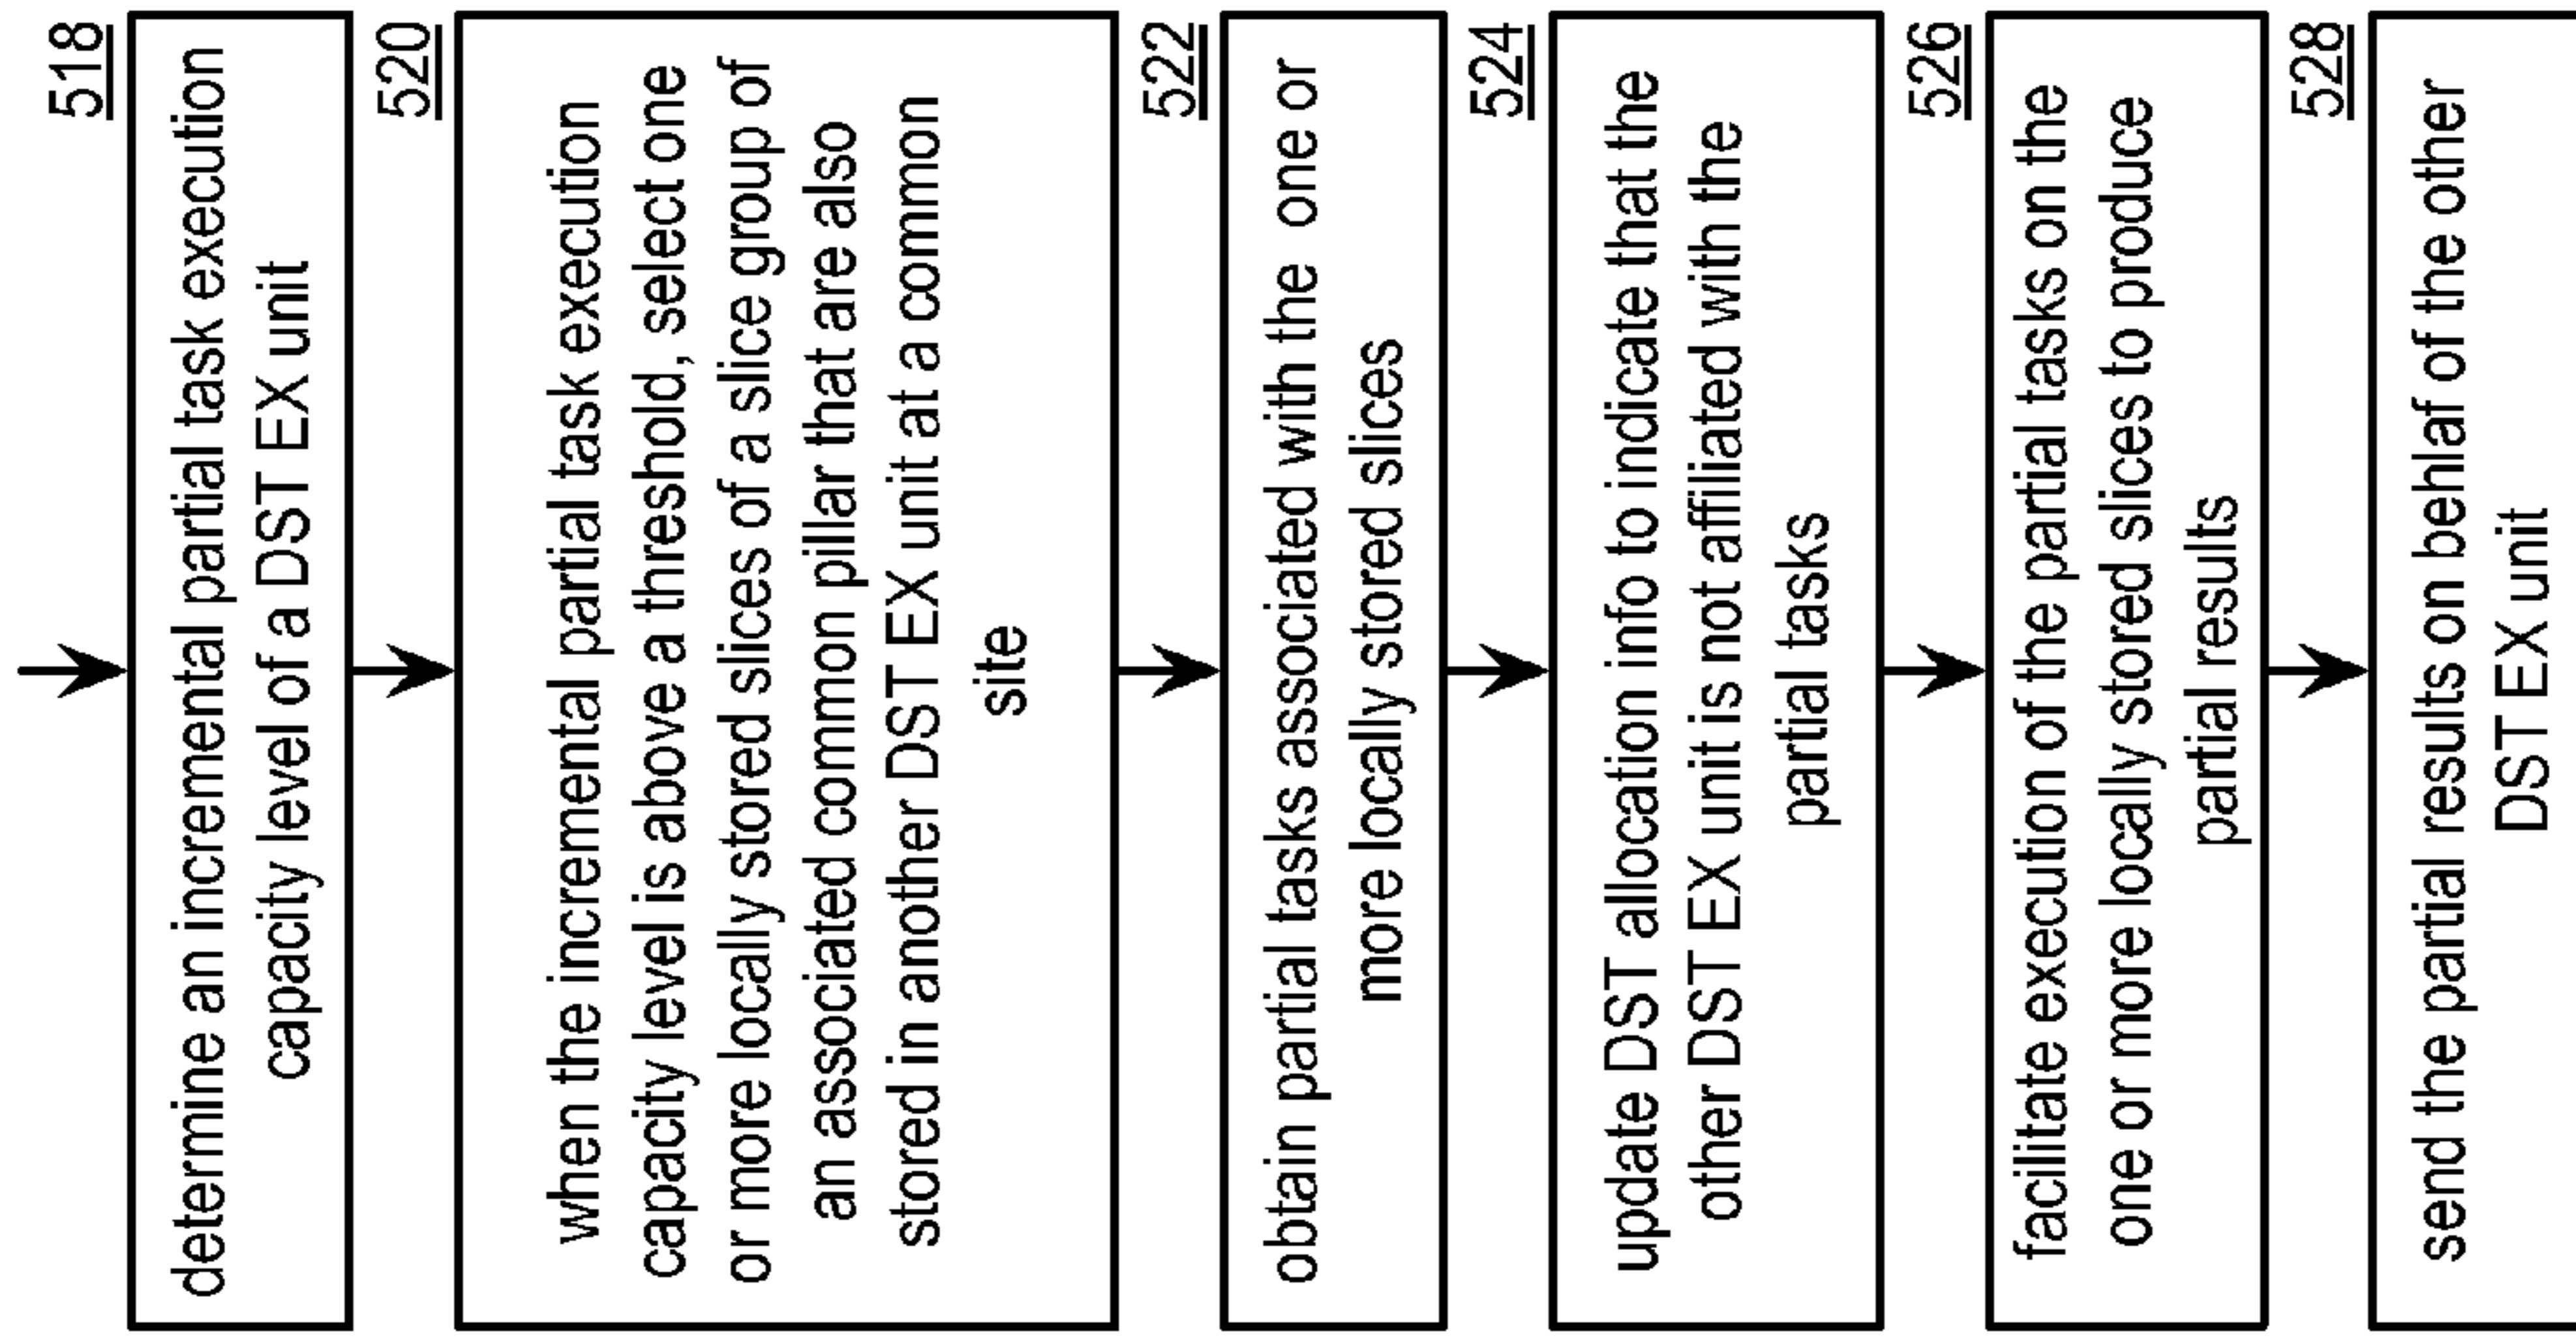 518
determine an incremental partial task execution
capacity level of a DST EX unit
520
when the incremental partial task execution
capacity level is above a threshold, select one
or more locally stored slices of a slice group of
an associated common pillar that are also
stored in another DST EX unit at a common
site
522
obtain partial tasks associated with the one or
more locally stored slices
524
update DST allocation info to indicate that the
other DST EX unit is not affiliated with the
partial tasks
526
facilitate execution of the partial tasks on the
one or more locally stored slices to produce
partial results
528
send the partial results on behlaf of the other
DST EX unit